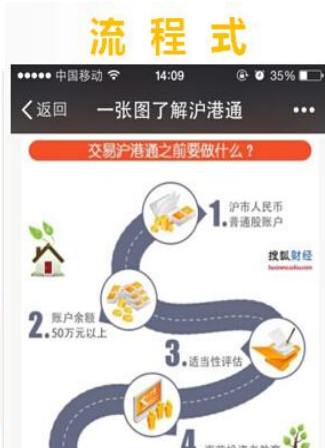 流程式
中国移动 14:09 35%
返回 一张图了解沪港通
交易沪港通之前要做什么?
1. 沪市人民币
普通股账户
搜狐财经
business.sohu.com
2. 账户余额
50万元以上
3. 适当性评估
4.